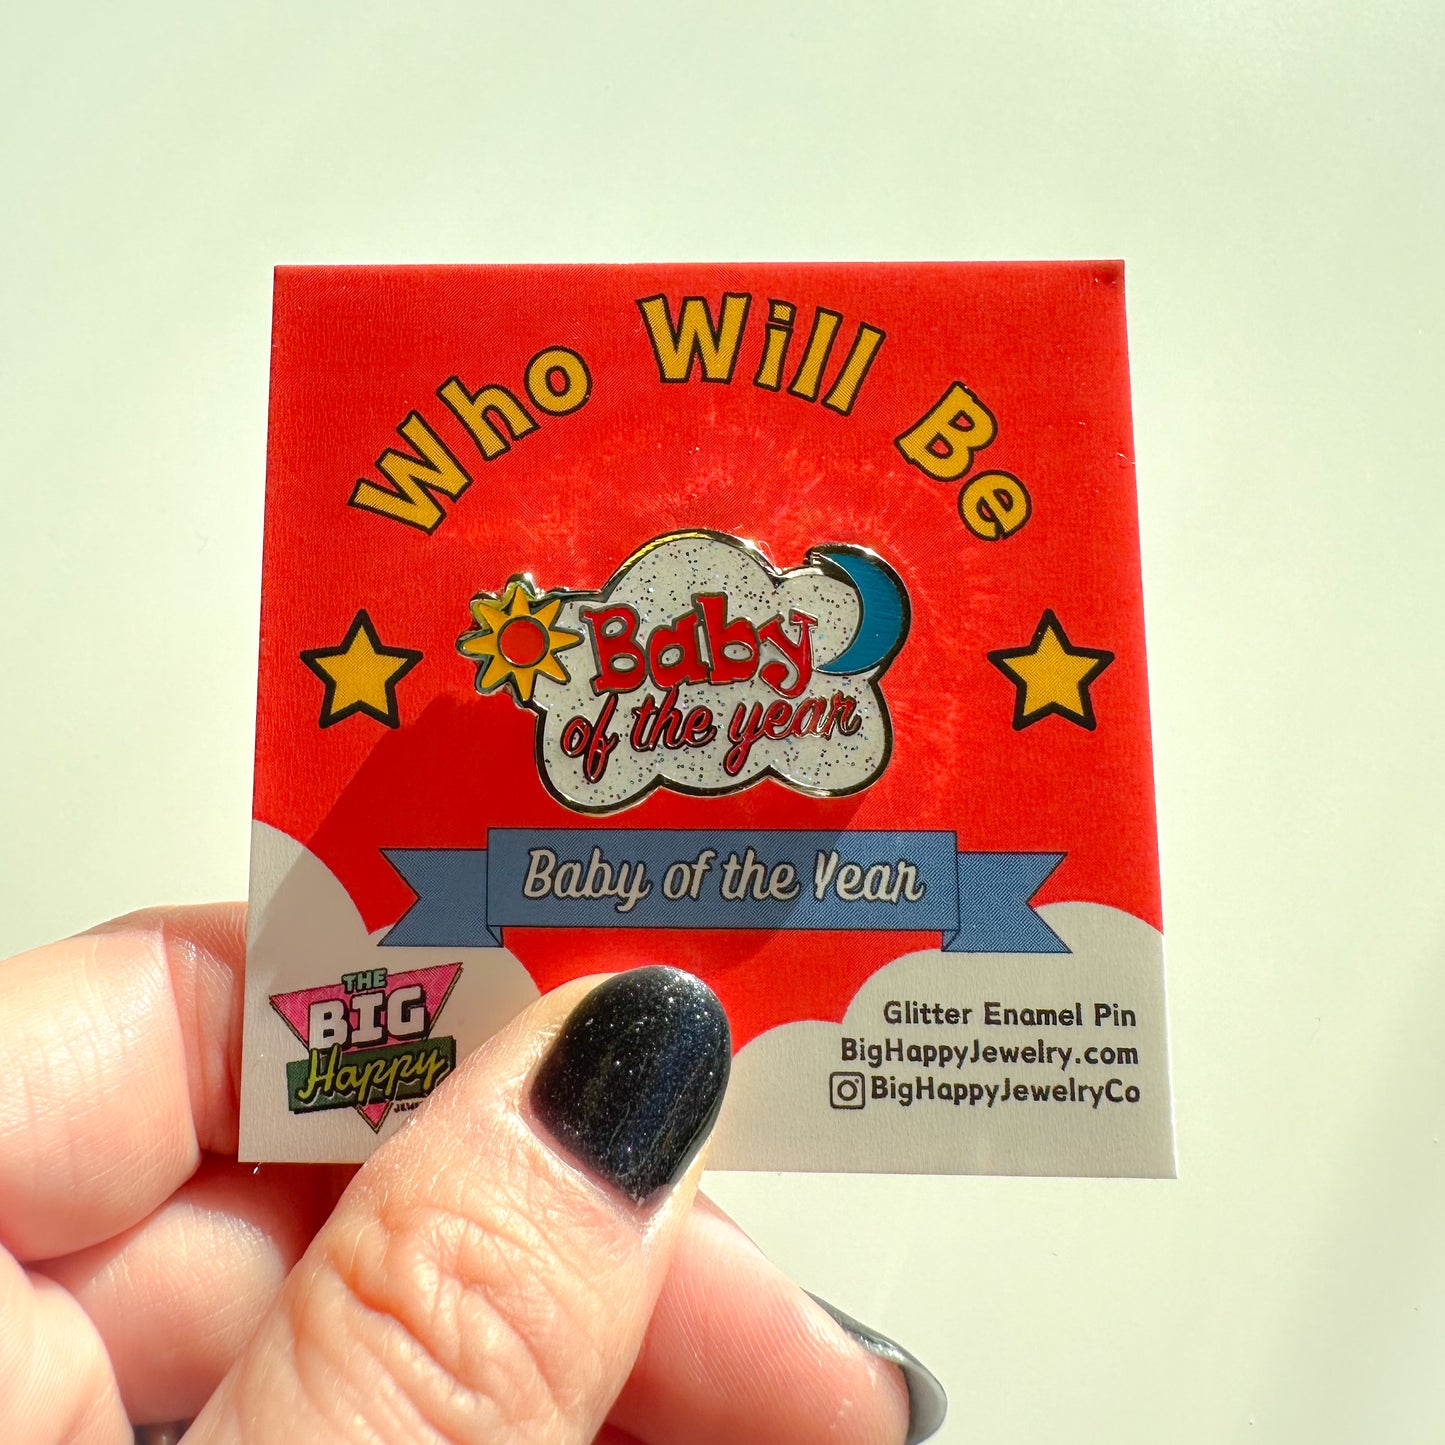 Who Will Be
Baby
of the year
Baby of the Year
THE
BIG
Happy
Glitter Enamel Pin
BigHappyJewelry.com
BigHappyJewelryCo